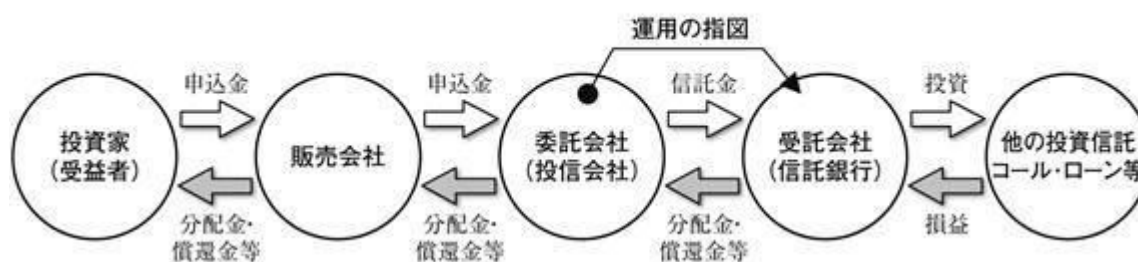 運用の指図
申込金
申込金
信託金
投資
投資家
（受益者）
販売会社
委託会社
（投信会社）
受託会社
（信託銀行）
他の投資信託
コール・ローン等
分配金・
償還金等
分配金・
償還金等
分配金・
償還金等
損益